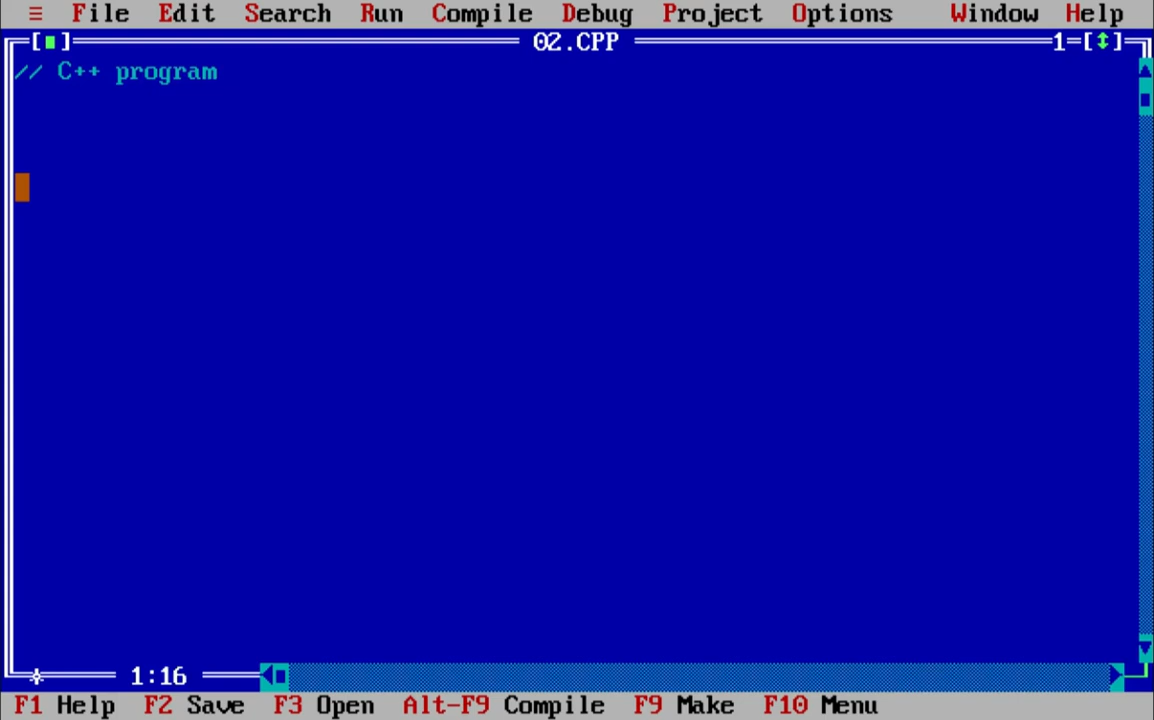 ≡ File Edit Search Run Compile Debug Project Options Window Help
[■] 02.CPP 1=[↕]
// C++ program
1:16
F1 Help F2 Save F3 Open Alt-F9 Compile F9 Make F10 Menu